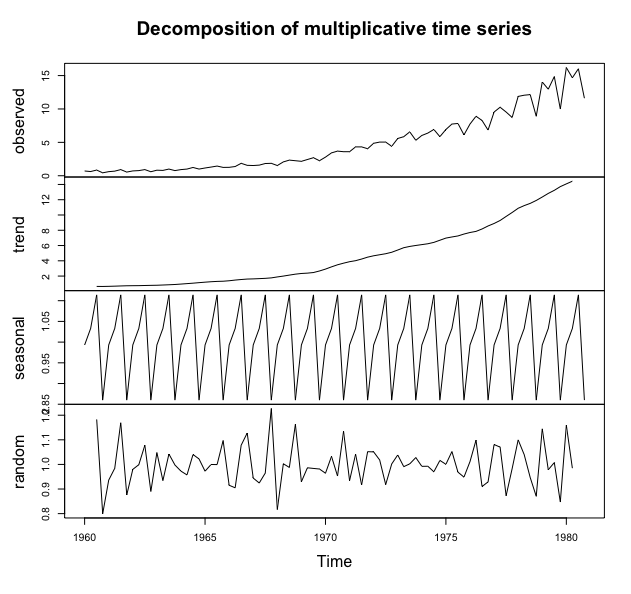 Decomposition of multiplicative time series
observed
0 5 10 15
trend
2 4 6 8 12
seasonal
0.85 0.95 1.05
random
0.8 0.9 1.0 1.1 1.2
1960 1965 1970 1975 1980
Time